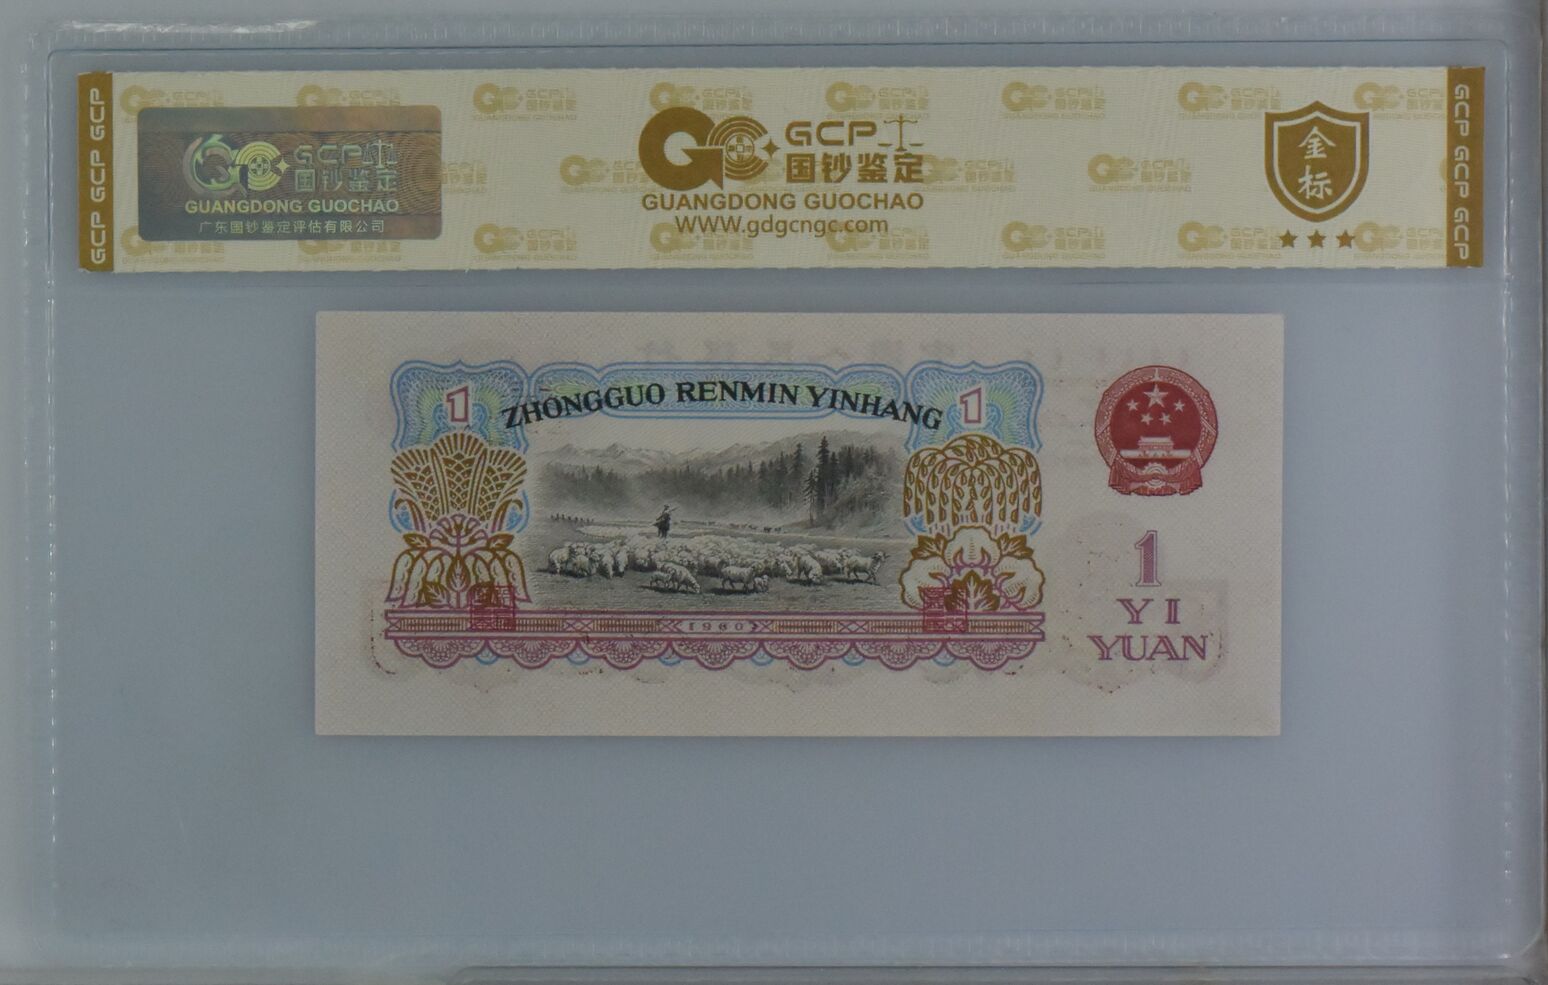 GCP GCP GCP
GCP
国钞鉴定
GUANGDONG GUOCHAO
广东国钞鉴定评估有限公司
GCP
国钞鉴定
GUANGDONG GUOCHAO
www.gdgcngc.com
金标
GCP GCP GCP
ZHONGGUO RENMIN YINHANG
1
1
1960
1
YI
YUAN